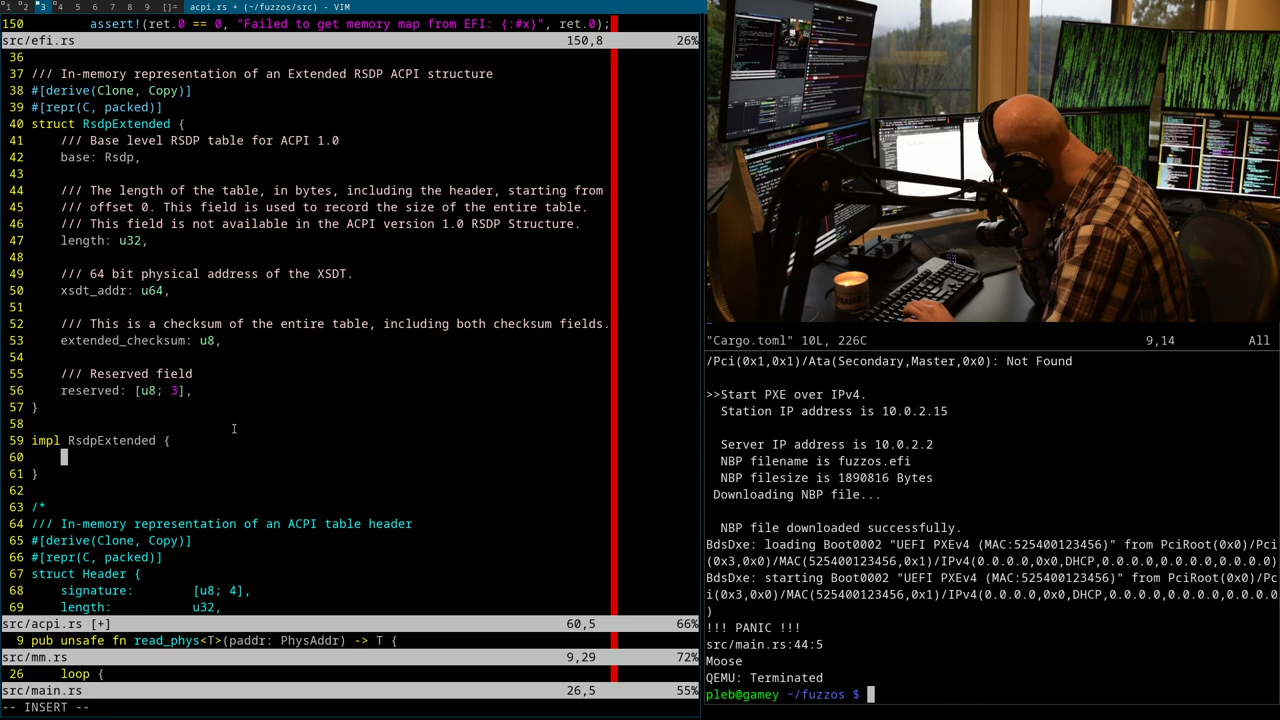 1 2 3 4 5 6 7 8 9 []= acpi.rs + (~/fuzzos/src) - VIM
150         assert!(ret.0 == 0, "Failed to get memory map from EFI: {:#x}", ret.0);
src/efi.rs 150,8 26%
36
37 /// In-memory representation of an Extended RSDP ACPI structure
38 #[derive(Clone, Copy)]
39 #[repr(C, packed)]
40 struct RsdpExtended {
41     /// Base level RSDP table for ACPI 1.0
42     base: Rsdp,
43
44     /// The length of the table, in bytes, including the header, starting from
45     /// offset 0. This field is used to record the size of the entire table.
46     /// This field is not available in the ACPI version 1.0 RSDP Structure.
47     length: u32,
48
49     /// 64 bit physical address of the XSDT.
50     xsdt_addr: u64,
51
52     /// This is a checksum of the entire table, including both checksum fields.
53     extended_checksum: u8,
54
55     /// Reserved field
56     reserved: [u8; 3],
57 }
58
59 impl RsdpExtended {
60
61 }
62
63 /*
64 /// In-memory representation of an ACPI table header
65 #[derive(Clone, Copy)]
66 #[repr(C, packed)]
67 struct Header {
68     signature:        [u8; 4],
69     length:           u32,
src/acpi.rs [+] 60,5 66%
9 pub unsafe fn read_phys<T>(paddr: PhysAddr) -> T {
src/mm.rs 9,29 72%
26     loop {
src/main.rs 26,5 55%
-- INSERT --
~
"Cargo.toml" 10L, 226C 9,14 All
/Pci(0x1,0x1)/Ata(Secondary,Master,0x0): Not Found
>>Start PXE over IPv4.
  Station IP address is 10.0.2.15
  Server IP address is 10.0.2.2
  NBP filename is fuzzos.efi
  NBP filesize is 1890816 Bytes
 Downloading NBP file...
  NBP file downloaded successfully.
BdsDxe: loading Boot0002 "UEFI PXEv4 (MAC:525400123456)" from PciRoot(0x0)/Pci
(0x3,0x0)/MAC(525400123456,0x1)/IPv4(0.0.0.0,0x0,DHCP,0.0.0.0,0.0.0.0,0.0.0.0)
BdsDxe: starting Boot0002 "UEFI PXEv4 (MAC:525400123456)" from PciRoot(0x0)/Pc
i(0x3,0x0)/MAC(525400123456,0x1)/IPv4(0.0.0.0,0x0,DHCP,0.0.0.0,0.0.0.0,0.0.0.0
)
!!! PANIC !!!
src/main.rs:44:5
Moose
QEMU: Terminated
pleb@gamey ~/fuzzos $